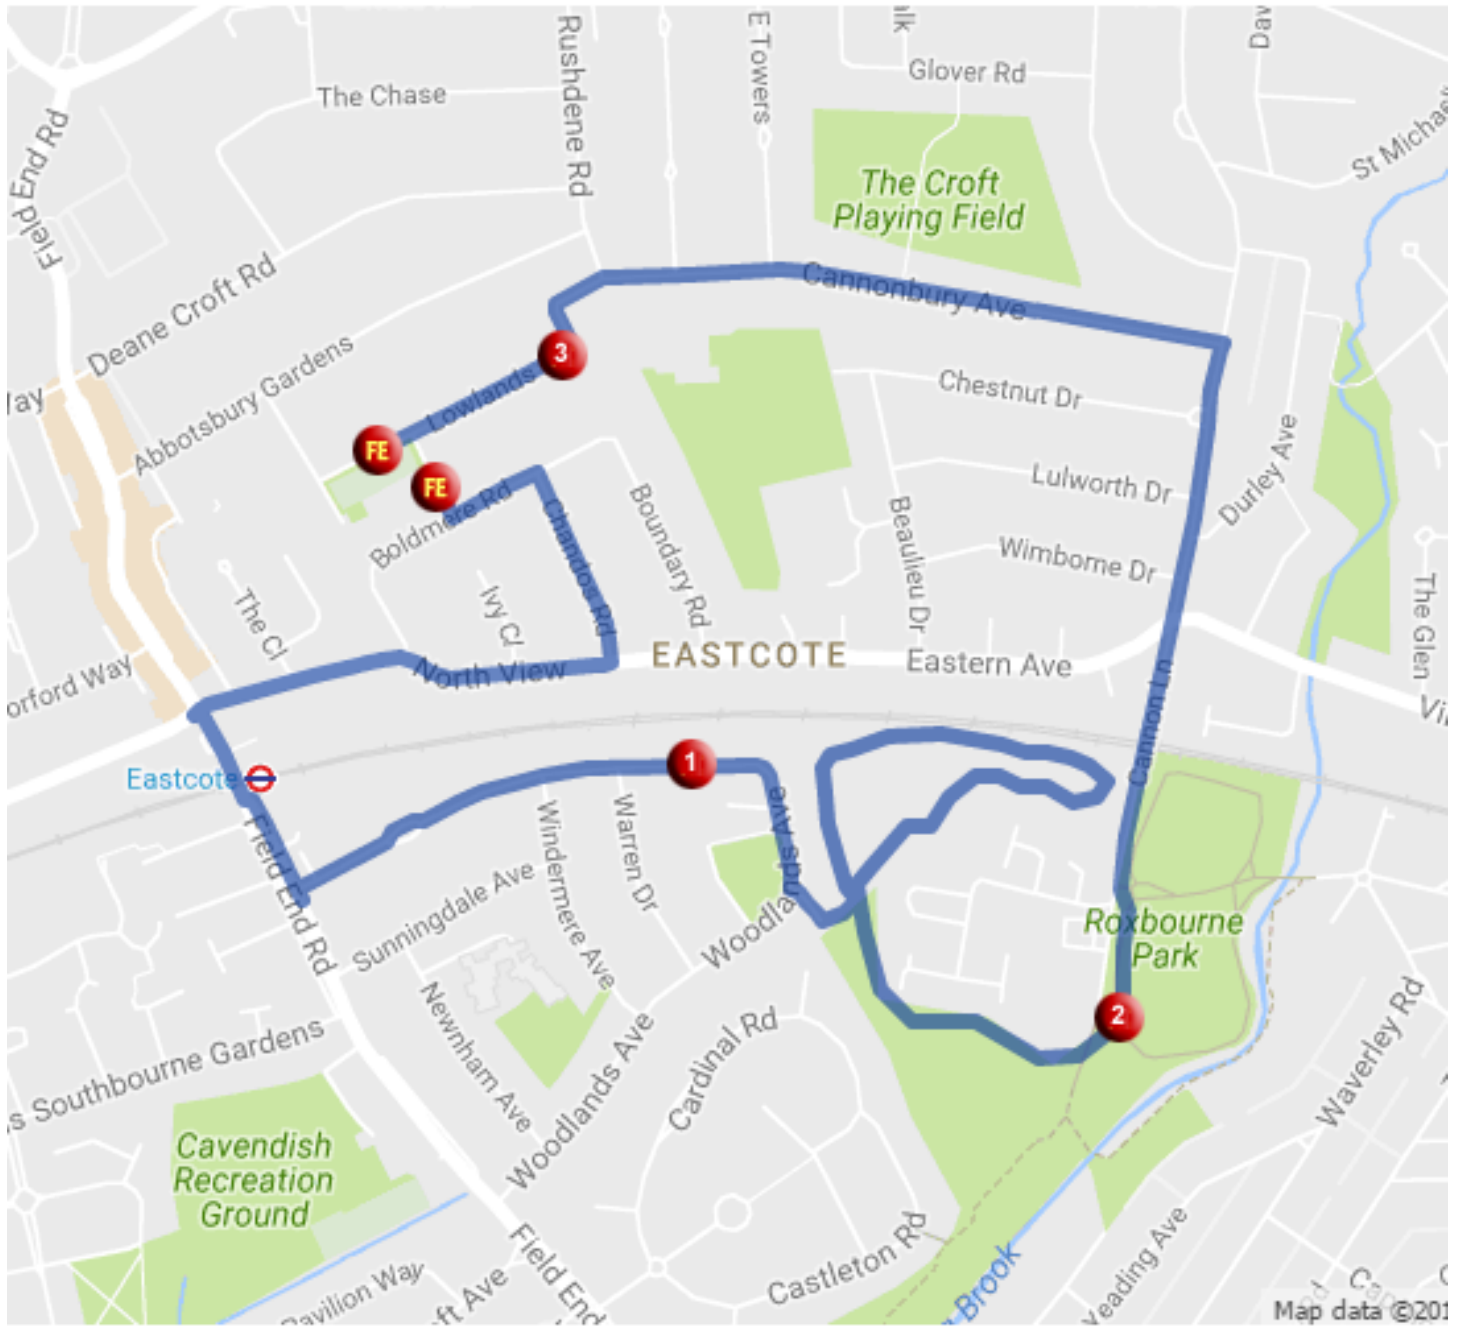 Rushdene Rd
E Towers
alk
Glover Rd
The Chase
Field End Rd
St Michael
The Croft
Playing Field
Deane Croft Rd
Cannonbury Ave
Abbotsbury Gardens
3
Lowlands
Chestnut Dr
FE
FE
Boldmere Rd
Chandos Rd
Boundary Rd
Beaulieu Dr
Lulworth Dr
Durley Ave
Wimborne Dr
The Glen
The Cl
Ivy Cl
orford Way
North View
EASTCOTE
Eastern Ave
Cannon Ln
Eastcote
1
Field End Rd
Windermere Ave
Warren Dr
Sunningdale Ave
Woodlands Ave
Roxbourne
Park
2
Newnham Ave
Woodlands Ave
Cardinal Rd
Waverley Rd
s Southbourne Gardens
Cavendish
Recreation
Ground
Castleton Rd
Yeading Ave
Brook
Field End
Pavilion Way
ft Ave
Map data ©201